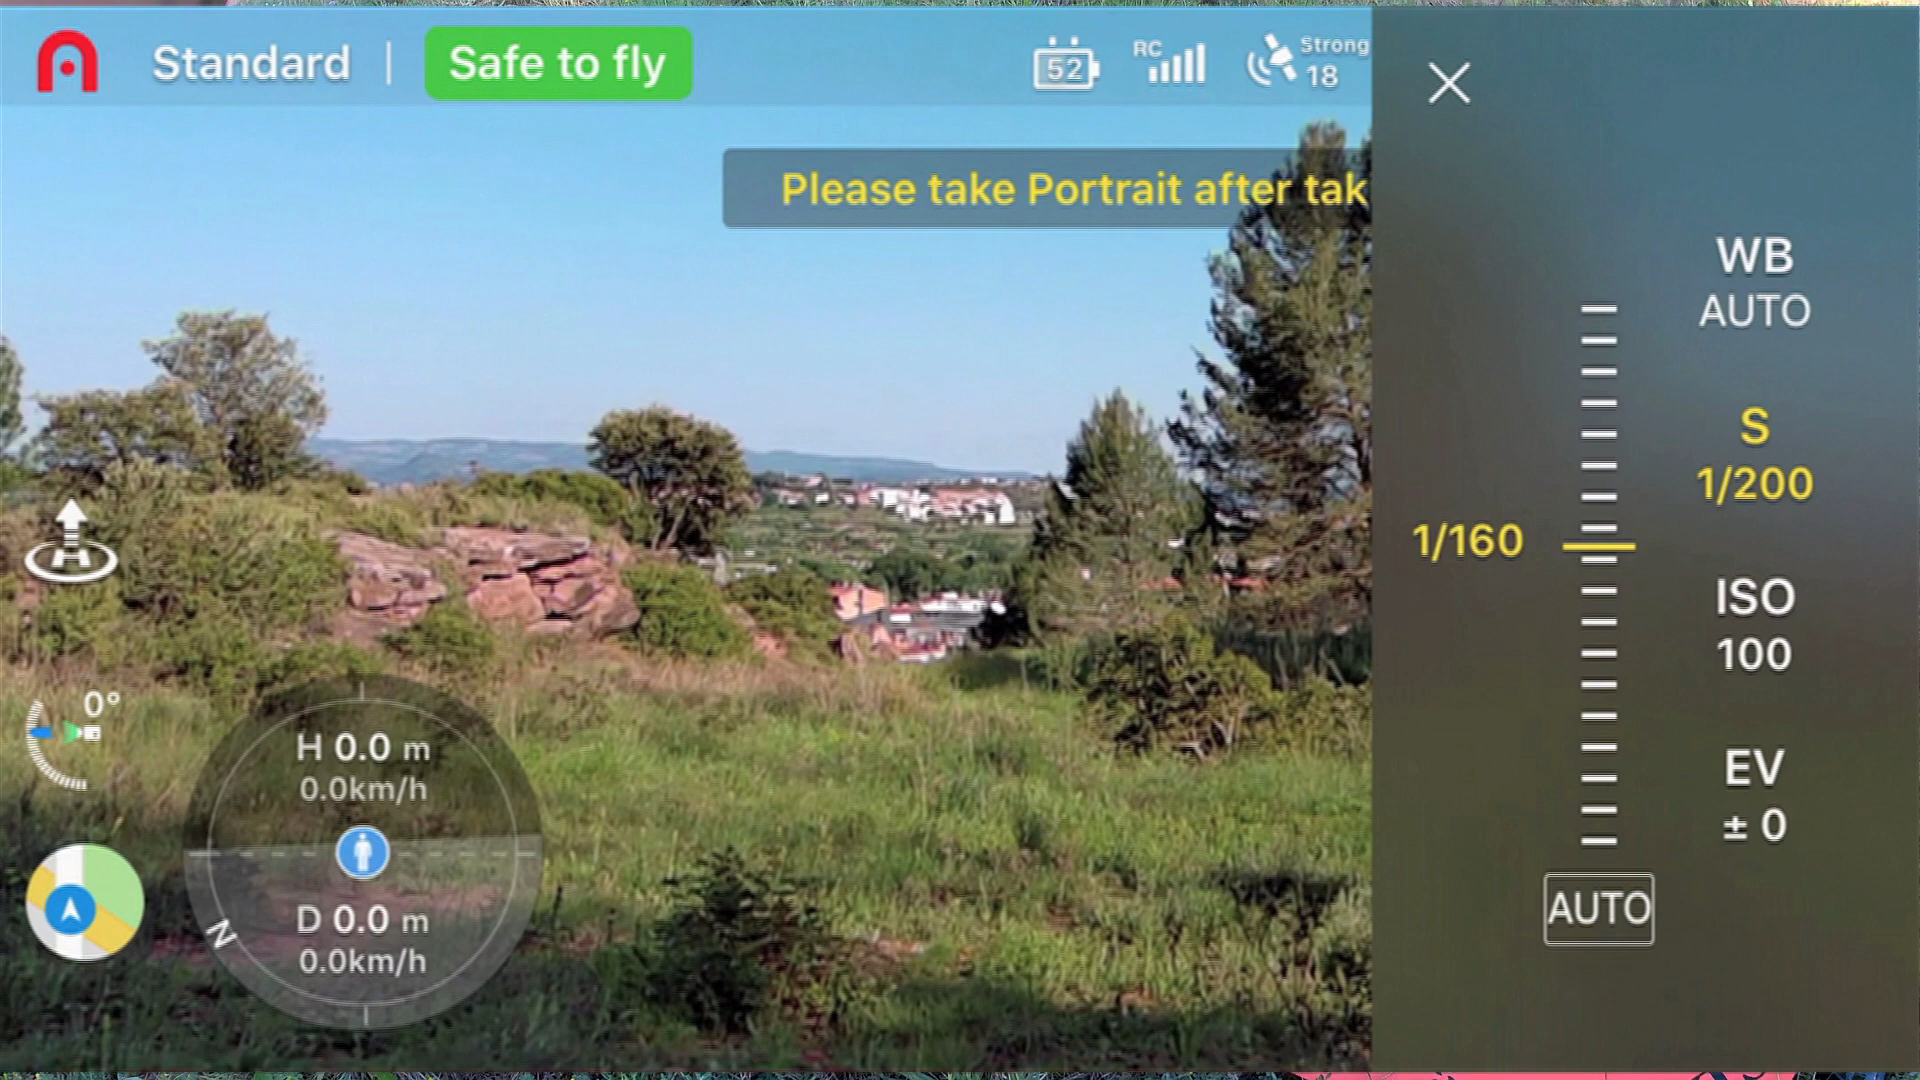 Standard
Safe to fly
52
RC
Strong
18
Please take Portrait after tak
WB
AUTO
S
1/200
1/160
ISO
100
EV
± 0
AUTO
0°
H 0.0 m
0.0km/h
D 0.0 m
0.0km/h
N
H